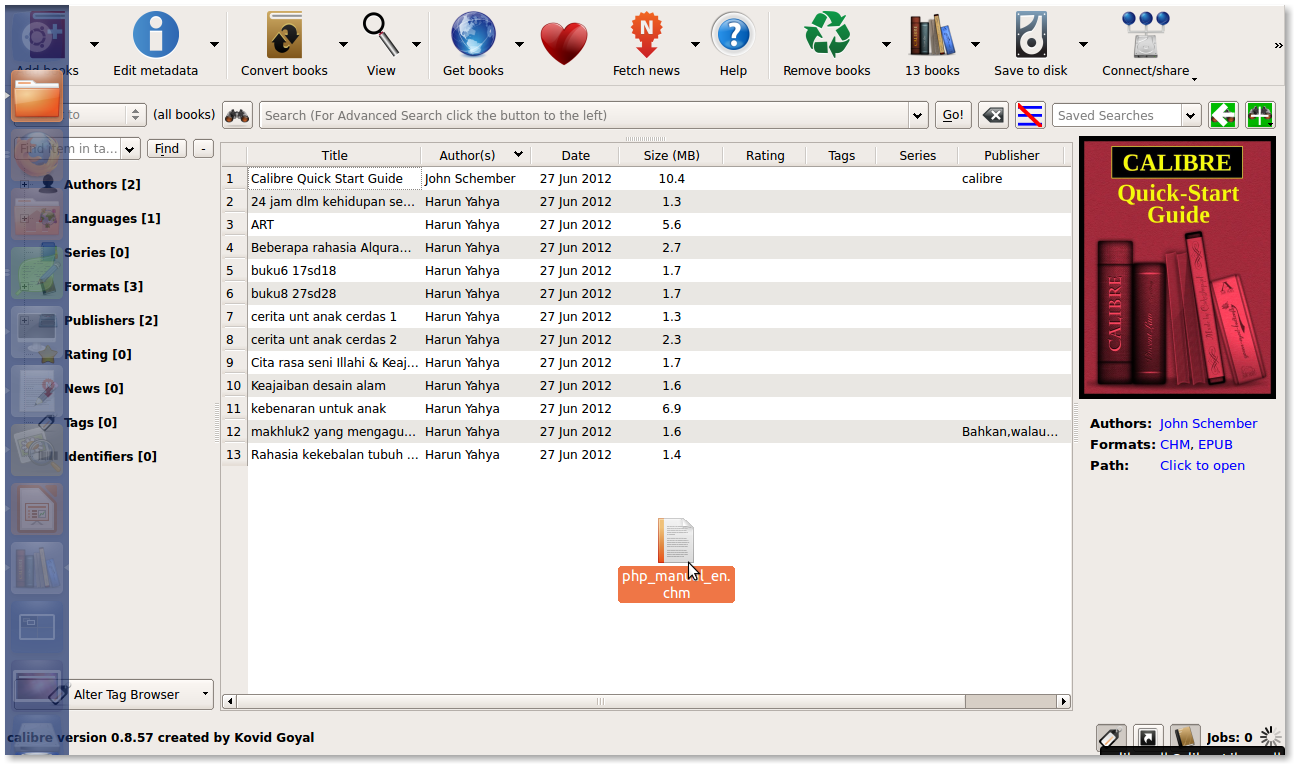 Add books
Edit metadata
Convert books
View
Get books
Fetch news
Help
Remove books
13 books
Save to disk
Connect/share
»
to
(all books)
Search (For Advanced Search click the button to the left)
Go!
Saved Searches
Find item in ta...
Find
-
Authors [2]
Languages [1]
Series [0]
Formats [3]
Publishers [2]
Rating [0]
News [0]
Tags [0]
Identifiers [0]
Alter Tag Browser
Title Author(s) Date Size (MB) Rating Tags Series Publisher
1 Calibre Quick Start Guide John Schember 27 Jun 2012 10.4 calibre
2 24 jam dlm kehidupan se... Harun Yahya 27 Jun 2012 1.3
3 ART Harun Yahya 27 Jun 2012 5.6
4 Beberapa rahasia Alqura... Harun Yahya 27 Jun 2012 2.7
5 buku6 17sd18 Harun Yahya 27 Jun 2012 1.7
6 buku8 27sd28 Harun Yahya 27 Jun 2012 1.7
7 cerita unt anak cerdas 1 Harun Yahya 27 Jun 2012 1.3
8 cerita unt anak cerdas 2 Harun Yahya 27 Jun 2012 2.3
9 Cita rasa seni Illahi & Keaj... Harun Yahya 27 Jun 2012 1.7
10 Keajaiban desain alam Harun Yahya 27 Jun 2012 1.6
11 kebenaran untuk anak Harun Yahya 27 Jun 2012 6.9
12 makhluk2 yang mengagu... Harun Yahya 27 Jun 2012 1.6 Bahkan,walau...
13 Rahasia kekebalan tubuh ... Harun Yahya 27 Jun 2012 1.4
php_manual_en.
chm
CALIBRE
Quick-Start
Guide
CALIBRE
Authors: John Schember
Formats: CHM, EPUB
Path: Click to open
calibre version 0.8.57 created by Kovid Goyal
Jobs: 0